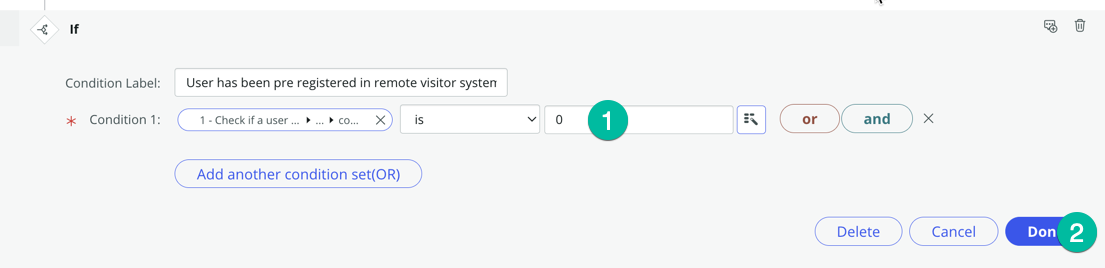 If
Condition Label: User has been pre registered in remote visitor system
* Condition 1: 1 - Check if a user ... ... co... is 0 1 or and
Add another condition set(OR)
Delete Cancel Don 2